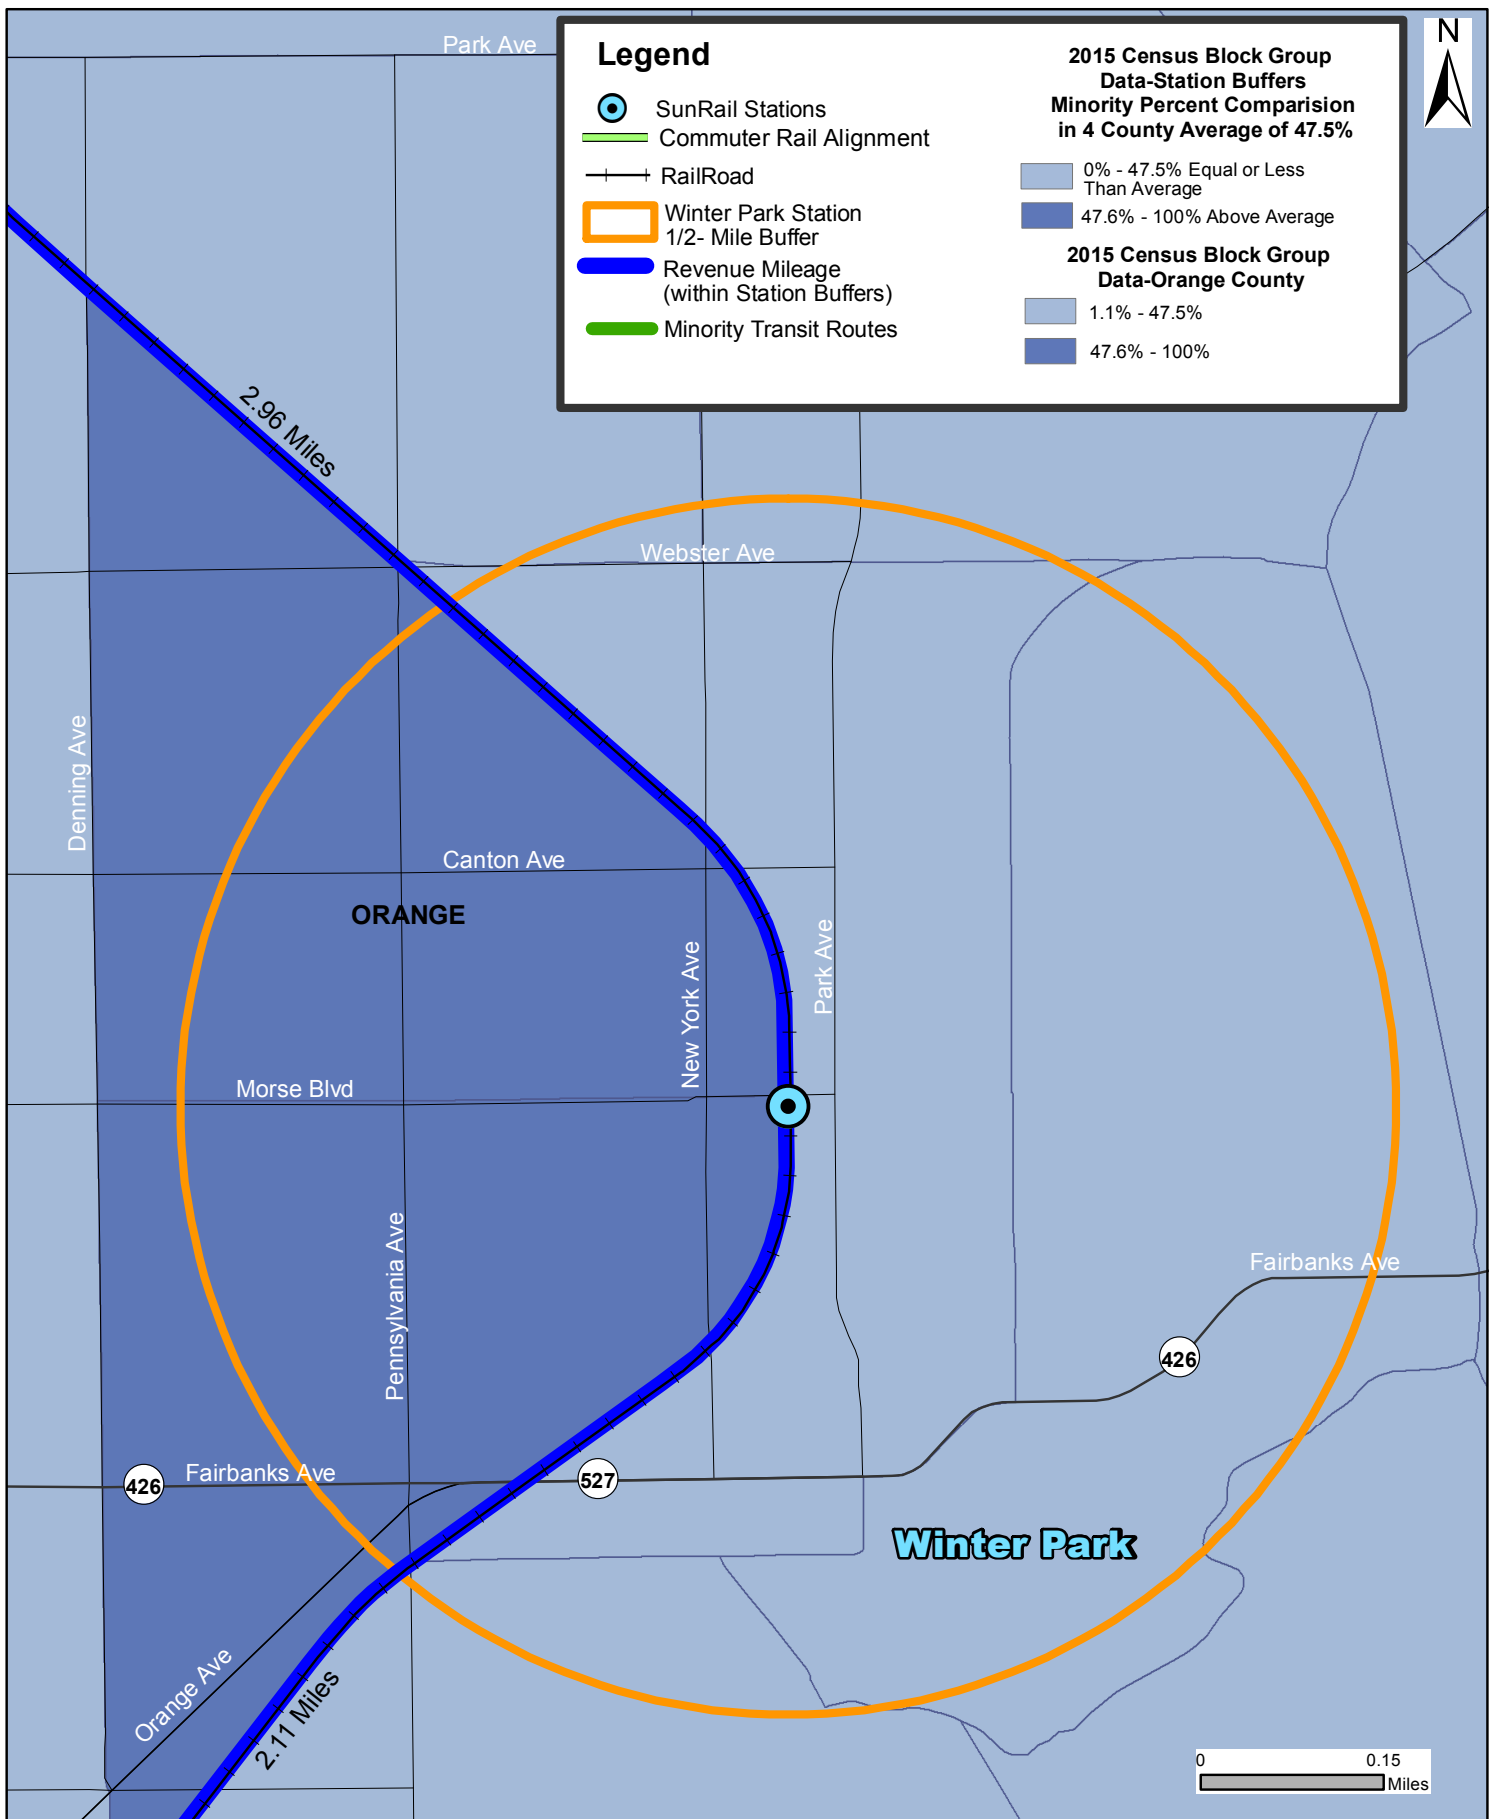 Park Ave
Legend
SunRail Stations
Commuter Rail Alignment
RailRoad
Winter Park Station
1/2- Mile Buffer
Revenue Mileage
(within Station Buffers)
Minority Transit Routes
2015 Census Block Group
Data-Station Buffers
Minority Percent Comparision
in 4 County Average of 47.5%
0% - 47.5% Equal or Less
Than Average
47.6% - 100% Above Average
2015 Census Block Group
Data-Orange County
1.1% - 47.5%
47.6% - 100%
N
2.96 Miles
Webster Ave
Denning Ave
Canton Ave
ORANGE
New York Ave
Park Ave
Morse Blvd
Pennsylvania Ave
Fairbanks Ave
426
426
Fairbanks Ave
527
Winter Park
Orange Ave
2.11 Miles
0 0.15
Miles